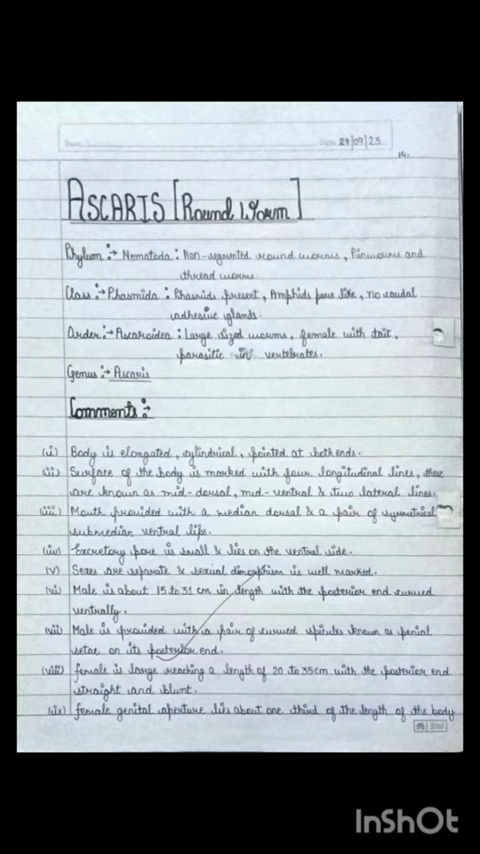 Date: 27/09/23
ASCARIS [Round Worm]
Phylum :→ Nematoda : Non-segmented round worms, Pinworms and
thread worms.
Class :→ Phasmida : Phasmids present, Amphids pore like, no caudal
adhesive glands.
Order :→ Ascaroidea : Large sized worms, female with tail,
parasitic in vertebrates.
Genus :→ Ascaris
Comments :→
(i) Body is elongated, cylindrical, pointed at both ends.
(ii) Surface of the body is marked with four longitudinal lines, these
are known as mid-dorsal, mid-ventral & two lateral lines.
(iii) Mouth provided with a median dorsal & a pair of symmetrical
submedian ventral lips.
(iv) Excretory pore is small & lies on the ventral side.
(v) Sexes are separate & sexual dimorphism is well marked.
(vi) Male is about 15 to 31 cm in length with the posterior end curved
ventrally.
(vii) Male is provided with a pair of curved spicules known as penial
setae on its posterior end.
(viii) female is large reaching a length of 20 to 35cm with the posterior end
straight and blunt.
(ix) female genital aperture lies about one third of the length of the body
InShOt